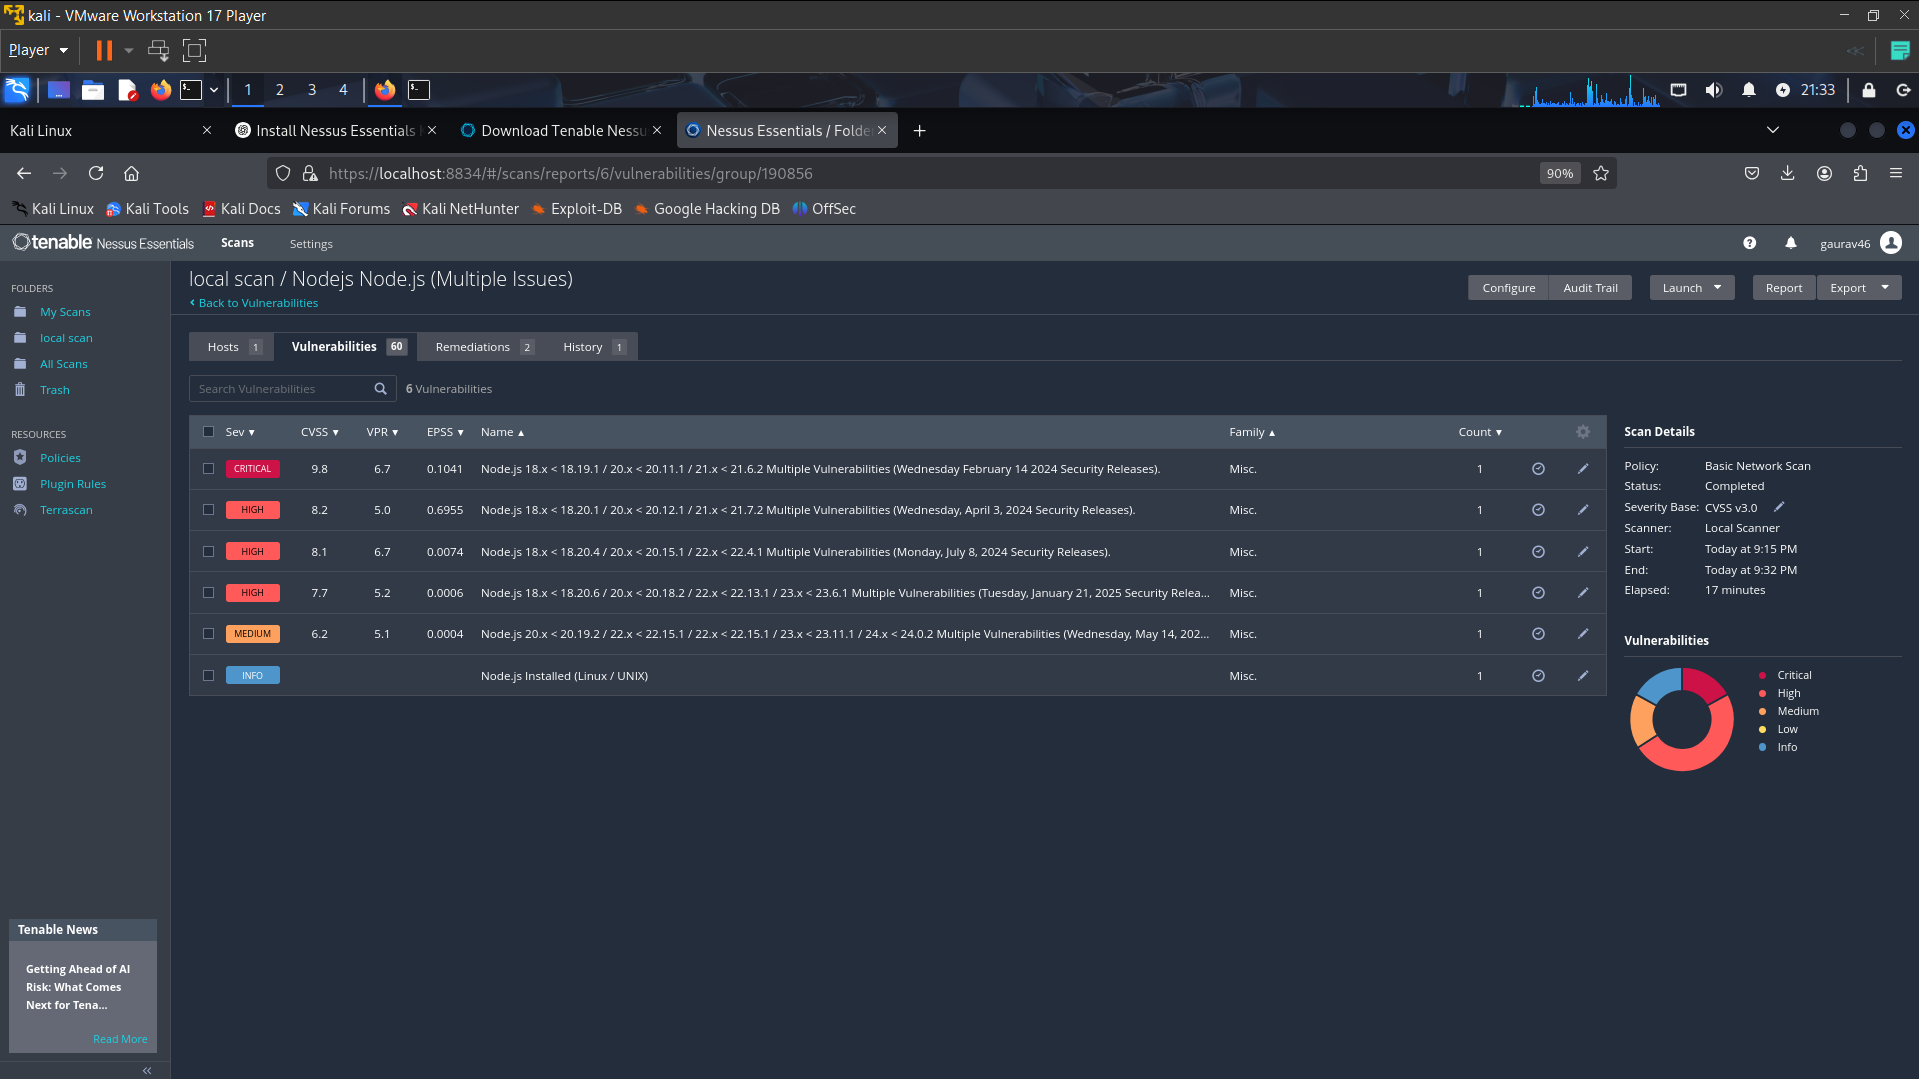 kali - VMware Workstation 17 Player
Player
1 2 3 4 21:33
Kali Linux Install Nessus Essentials Download Tenable Nessu Nessus Essentials / Folde
https://localhost:8834/#/scans/reports/6/vulnerabilities/group/190856 90%
Kali Linux Kali Tools Kali Docs Kali Forums Kali NetHunter Exploit-DB Google Hacking DB OffSec
tenable Nessus Essentials Scans Settings gaurav46
FOLDERS
My Scans
local scan
All Scans
Trash
RESOURCES
Policies
Plugin Rules
Terrascan
Tenable News
Getting Ahead of AI
Risk: What Comes
Next for Tena...
Read More
local scan / Nodejs Node.js (Multiple Issues)
Back to Vulnerabilities
Configure Audit Trail Launch Report Export
Hosts 1 Vulnerabilities 60 Remediations 2 History 1
Search Vulnerabilities 6 Vulnerabilities
Sev CVSS VPR EPSS Name Family Count
CRITICAL 9.8 6.7 0.1041 Node.js 18.x < 18.19.1 / 20.x < 20.11.1 / 21.x < 21.6.2 Multiple Vulnerabilities (Wednesday February 14 2024 Security Releases). Misc. 1
HIGH 8.2 5.0 0.6955 Node.js 18.x < 18.20.1 / 20.x < 20.12.1 / 21.x < 21.7.2 Multiple Vulnerabilities (Wednesday, April 3, 2024 Security Releases). Misc. 1
HIGH 8.1 6.7 0.0074 Node.js 18.x < 18.20.4 / 20.x < 20.15.1 / 22.x < 22.4.1 Multiple Vulnerabilities (Monday, July 8, 2024 Security Releases). Misc. 1
HIGH 7.7 5.2 0.0006 Node.js 18.x < 18.20.6 / 20.x < 20.18.2 / 22.x < 22.13.1 / 23.x < 23.6.1 Multiple Vulnerabilities (Tuesday, January 21, 2025 Security Relea... Misc. 1
MEDIUM 6.2 5.1 0.0004 Node.js 20.x < 20.19.2 / 22.x < 22.15.1 / 22.x < 22.15.1 / 23.x < 23.11.1 / 24.x < 24.0.2 Multiple Vulnerabilities (Wednesday, May 14, 202... Misc. 1
INFO Node.js Installed (Linux / UNIX) Misc. 1
Scan Details
Policy: Basic Network Scan
Status: Completed
Severity Base: CVSS v3.0
Scanner: Local Scanner
Start: Today at 9:15 PM
End: Today at 9:32 PM
Elapsed: 17 minutes
Vulnerabilities
Critical
High
Medium
Low
Info